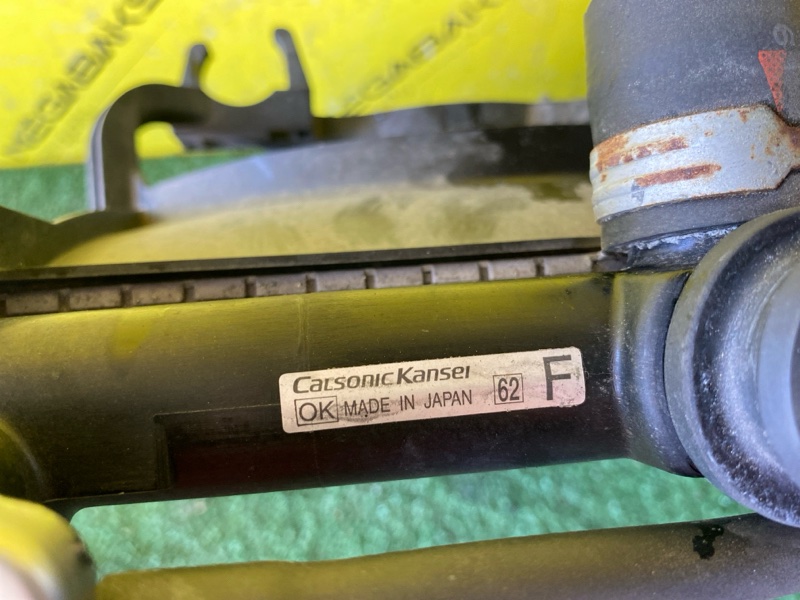 CalsonicKansei
OK MADE IN JAPAN 62 F